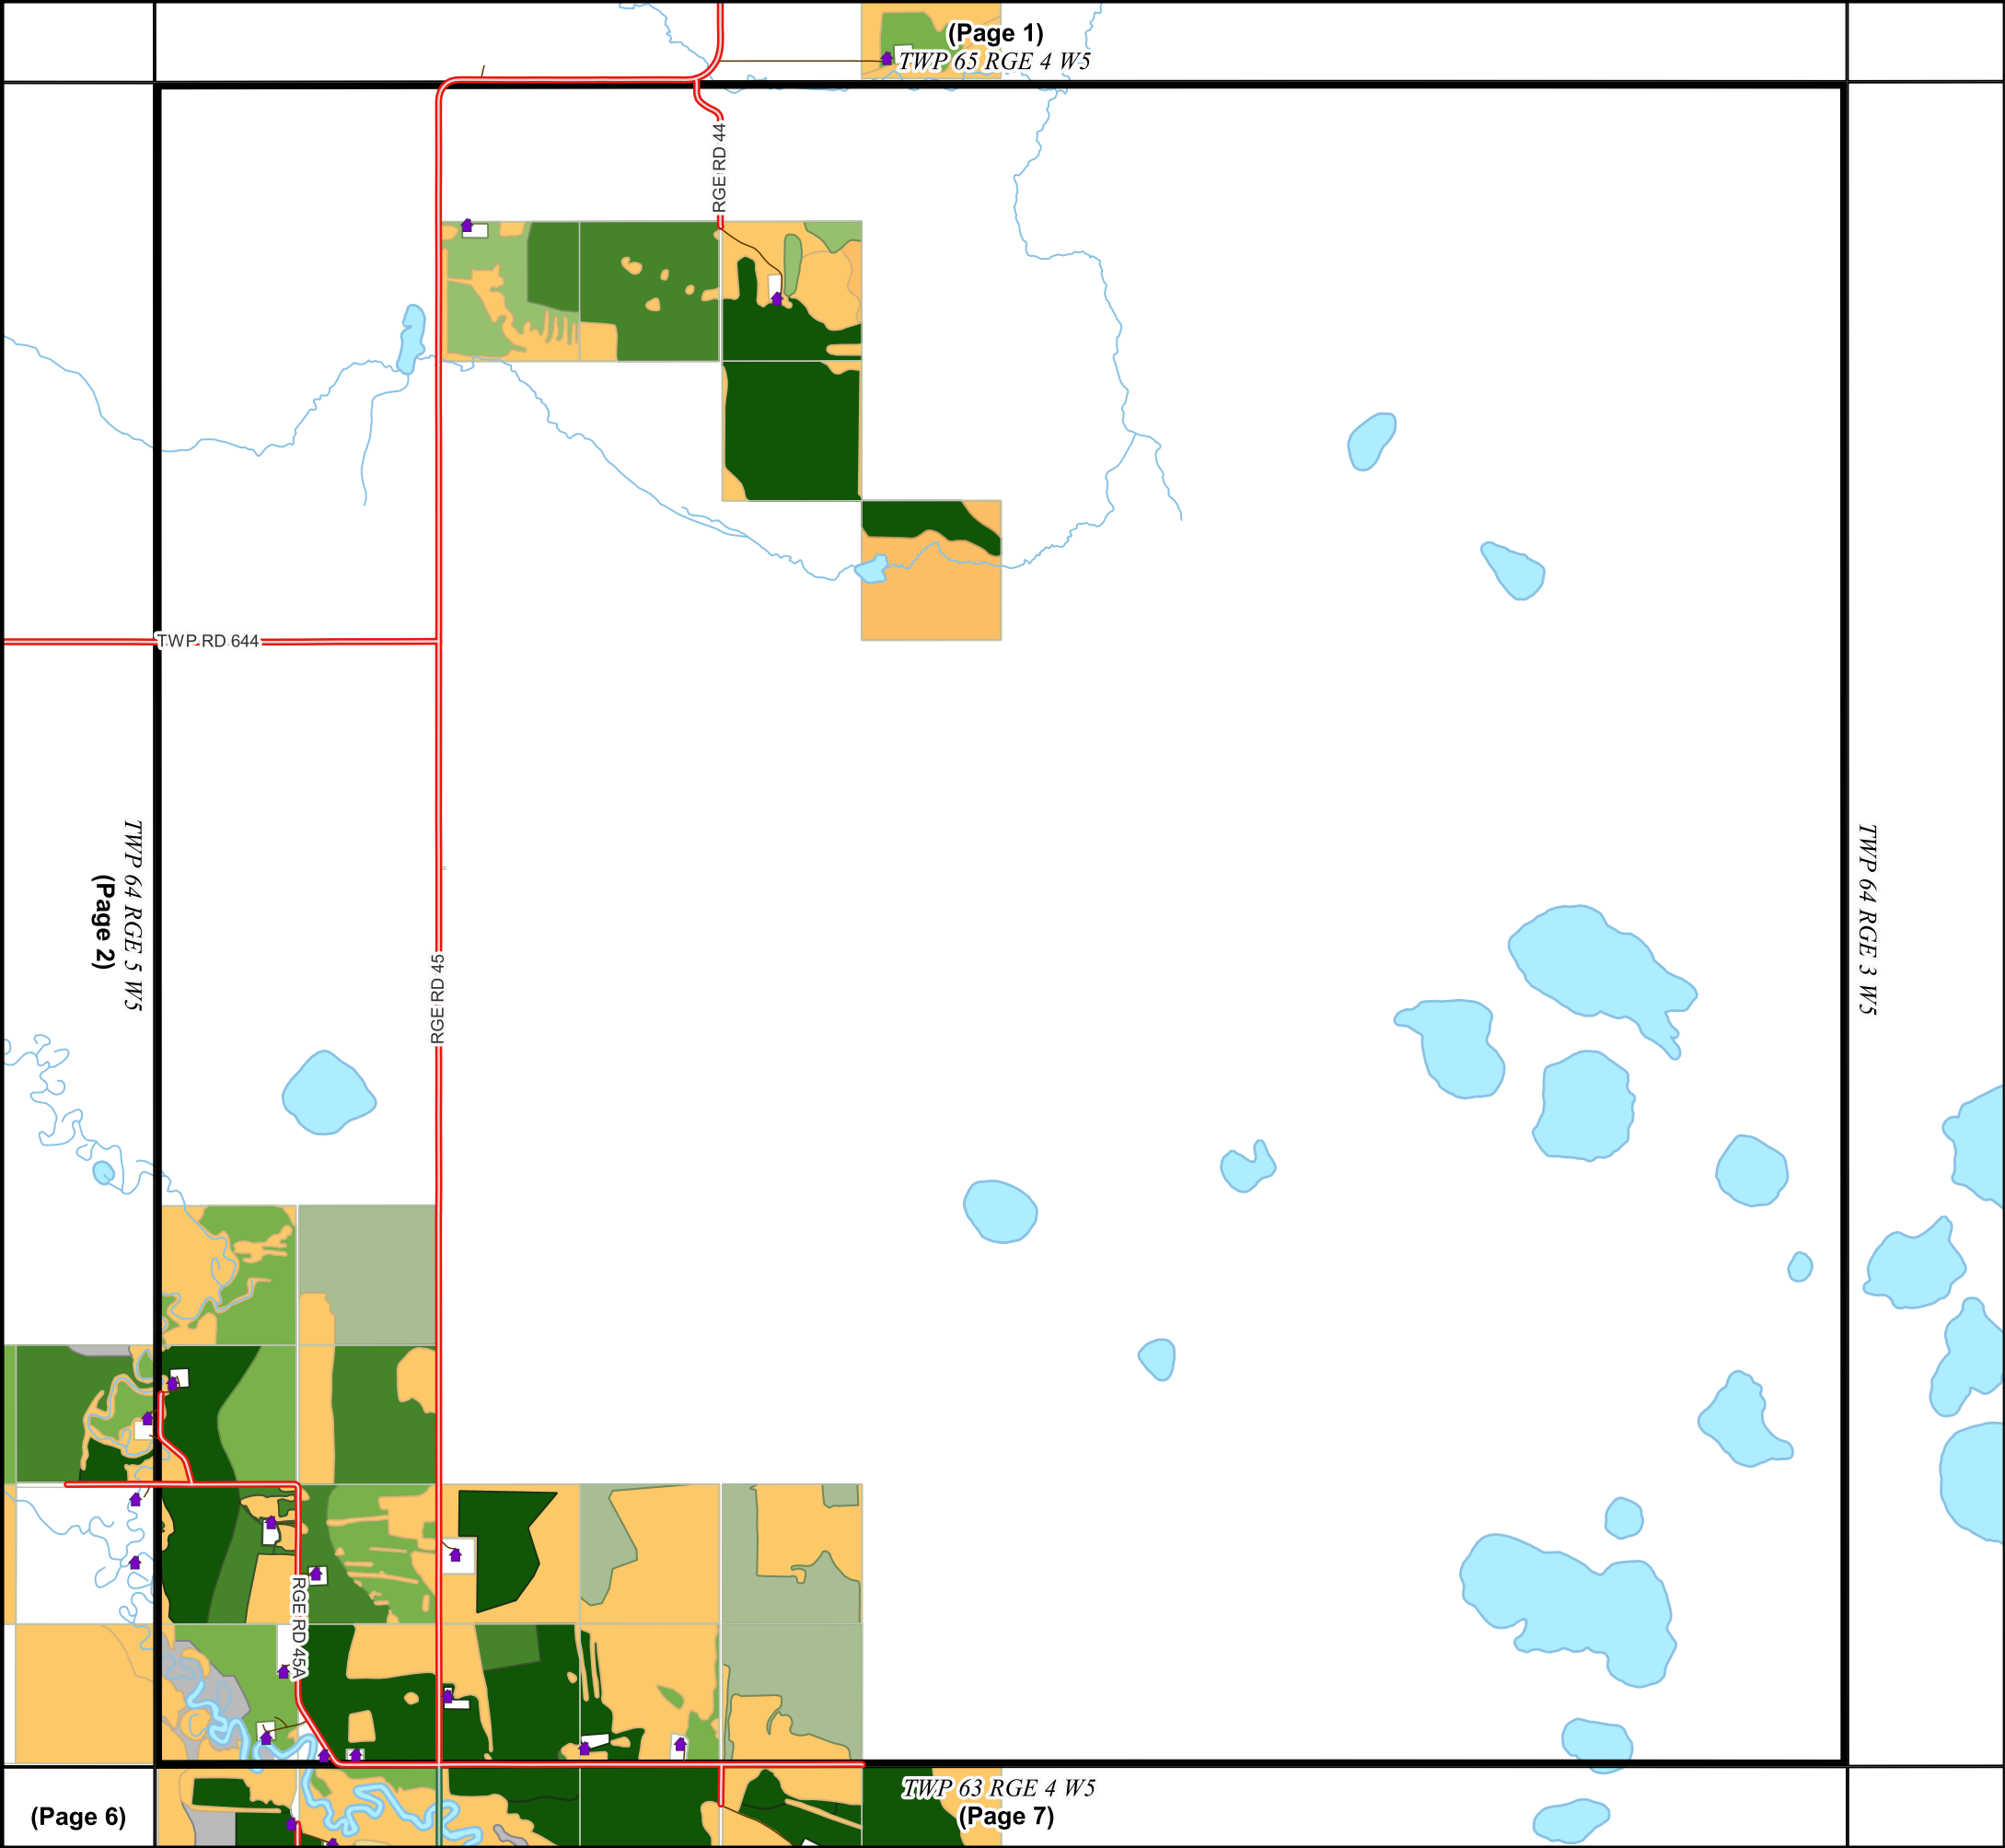 (Page 1)
TWP 65 RGE 4 W5
RGE RD 44
TWP RD 644
TWP 64 RGE 5 W5
(Page 2)
TWP 64 RGE 3 W5
RGE RD 45
RGE RD 45A
TWP 63 RGE 4 W5
(Page 7)
(Page 6)